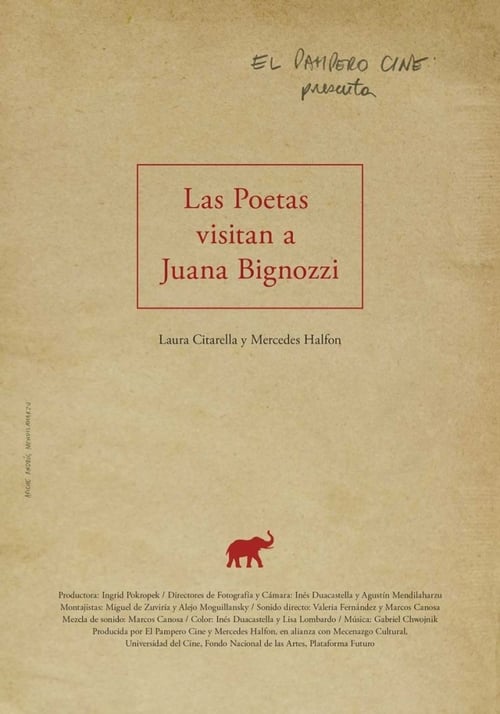 EL PAMPERO CINE:
presenta
Las Poetas
visitan a
Juana Bignozzi
Laura Citarella y Mercedes Halfon
Productora: Ingrid Pokropek / Directores de Fotografía y Cámara: Inés Duacastella y Agustín Mendilaharzu
Montajistas: Miguel de Zuviría y Alejo Moguillansky / Sonido directo: Valeria Fernández y Marcos Canosa
Mezcla de sonido: Marcos Canosa / Color: Inés Duacastella y Lisa Lombardo / Música: Gabriel Chwojnik
Producida por El Pampero Cine y Mercedes Halfon, en alianza con Mecenazgo Cultural,
Universidad del Cine, Fondo Nacional de las Artes, Plataforma Futuro